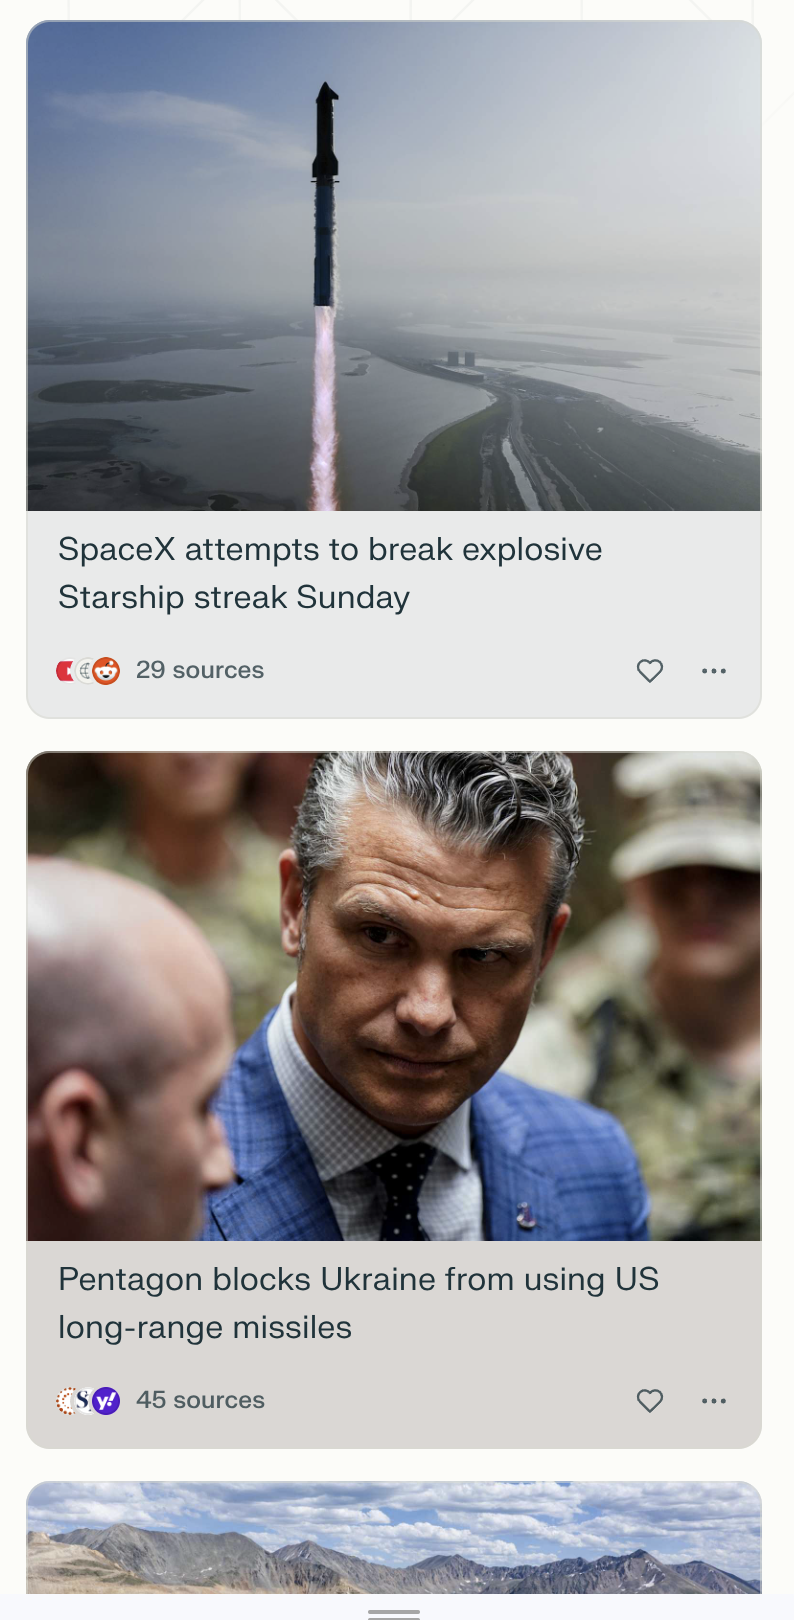 SpaceX attempts to break explosive
Starship streak Sunday
29 sources
Pentagon blocks Ukraine from using US
long-range missiles
S
y!
45 sources